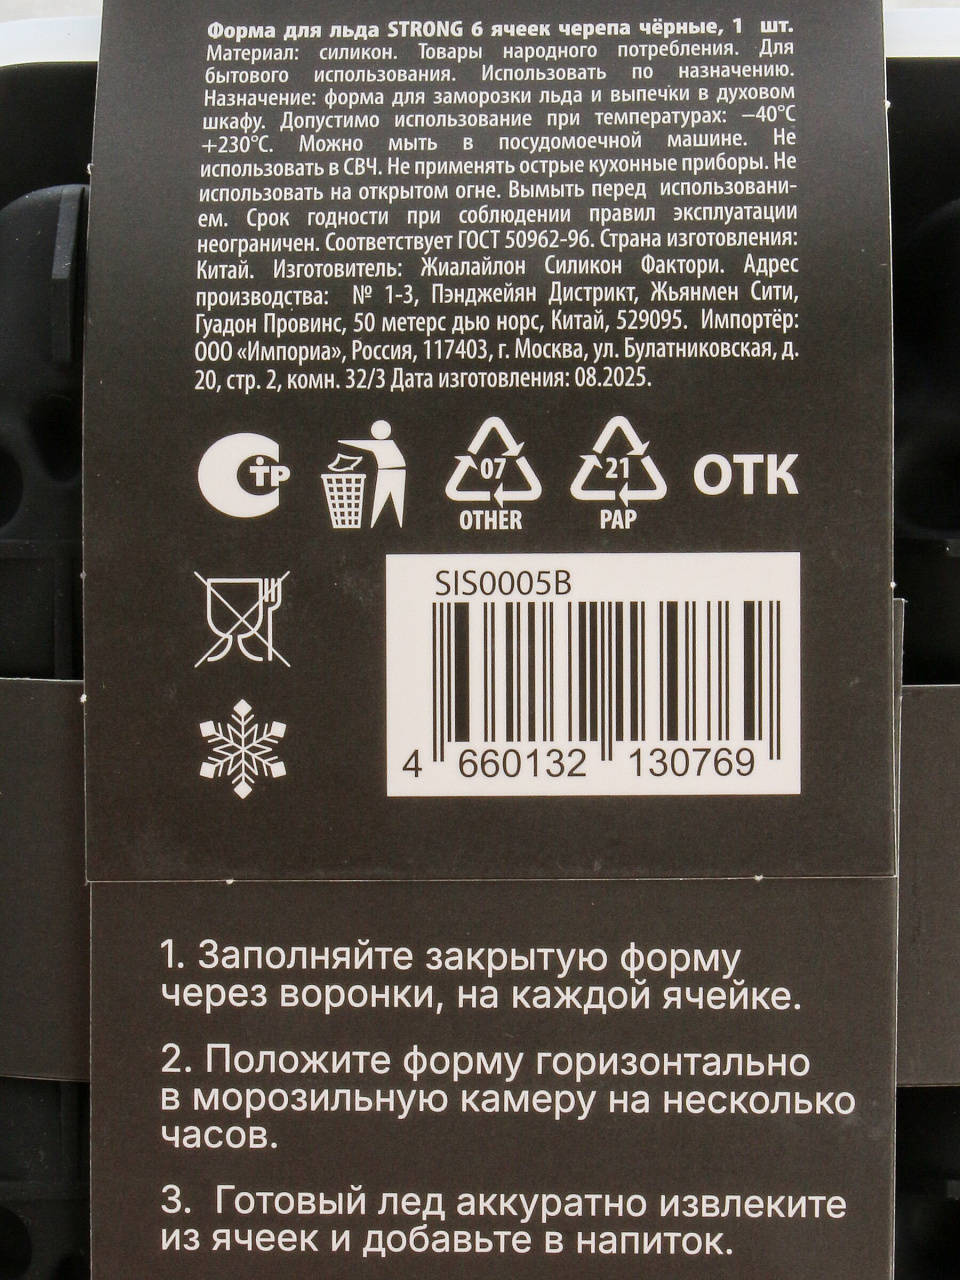 Форма для льда STRONG 6 ячеек черепа чёрные, 1 шт.
Материал: силикон. Товары народного потребления. Для
бытового использования. Использовать по назначению.
Назначение: форма для заморозки льда и выпечки в духовом
шкафу. Допустимо использование при температурах: –40°C
+230°C. Можно мыть в посудомоечной машине. Не
использовать в СВЧ. Не применять острые кухонные приборы. Не
использовать на открытом огне. Вымыть перед использовани-
ем. Срок годности при соблюдении правил эксплуатации
неограничен. Соответствует ГОСТ 50962-96. Страна изготовления:
Китай. Изготовитель: Жиалайлон Силикон Фактори. Адрес
производства: № 1-3, Пэнджейян Дистрикт, Жьянмен Сити,
Гуадон Провинс, 50 метерс дью норс, Китай, 529095. Импортёр:
ООО «Импориа», Россия, 117403, г. Москва, ул. Булатниковская, д.
20, стр. 2, комн. 32/3 Дата изготовления: 08.2025.
СТР
07
OTHER
21
PAP
ОТК
SIS0005B
4 660132 130769
1. Заполняйте закрытую форму
через воронки, на каждой ячейке.
2. Положите форму горизонтально
в морозильную камеру на несколько
часов.
3. Готовый лед аккуратно извлеките
из ячеек и добавьте в напиток.